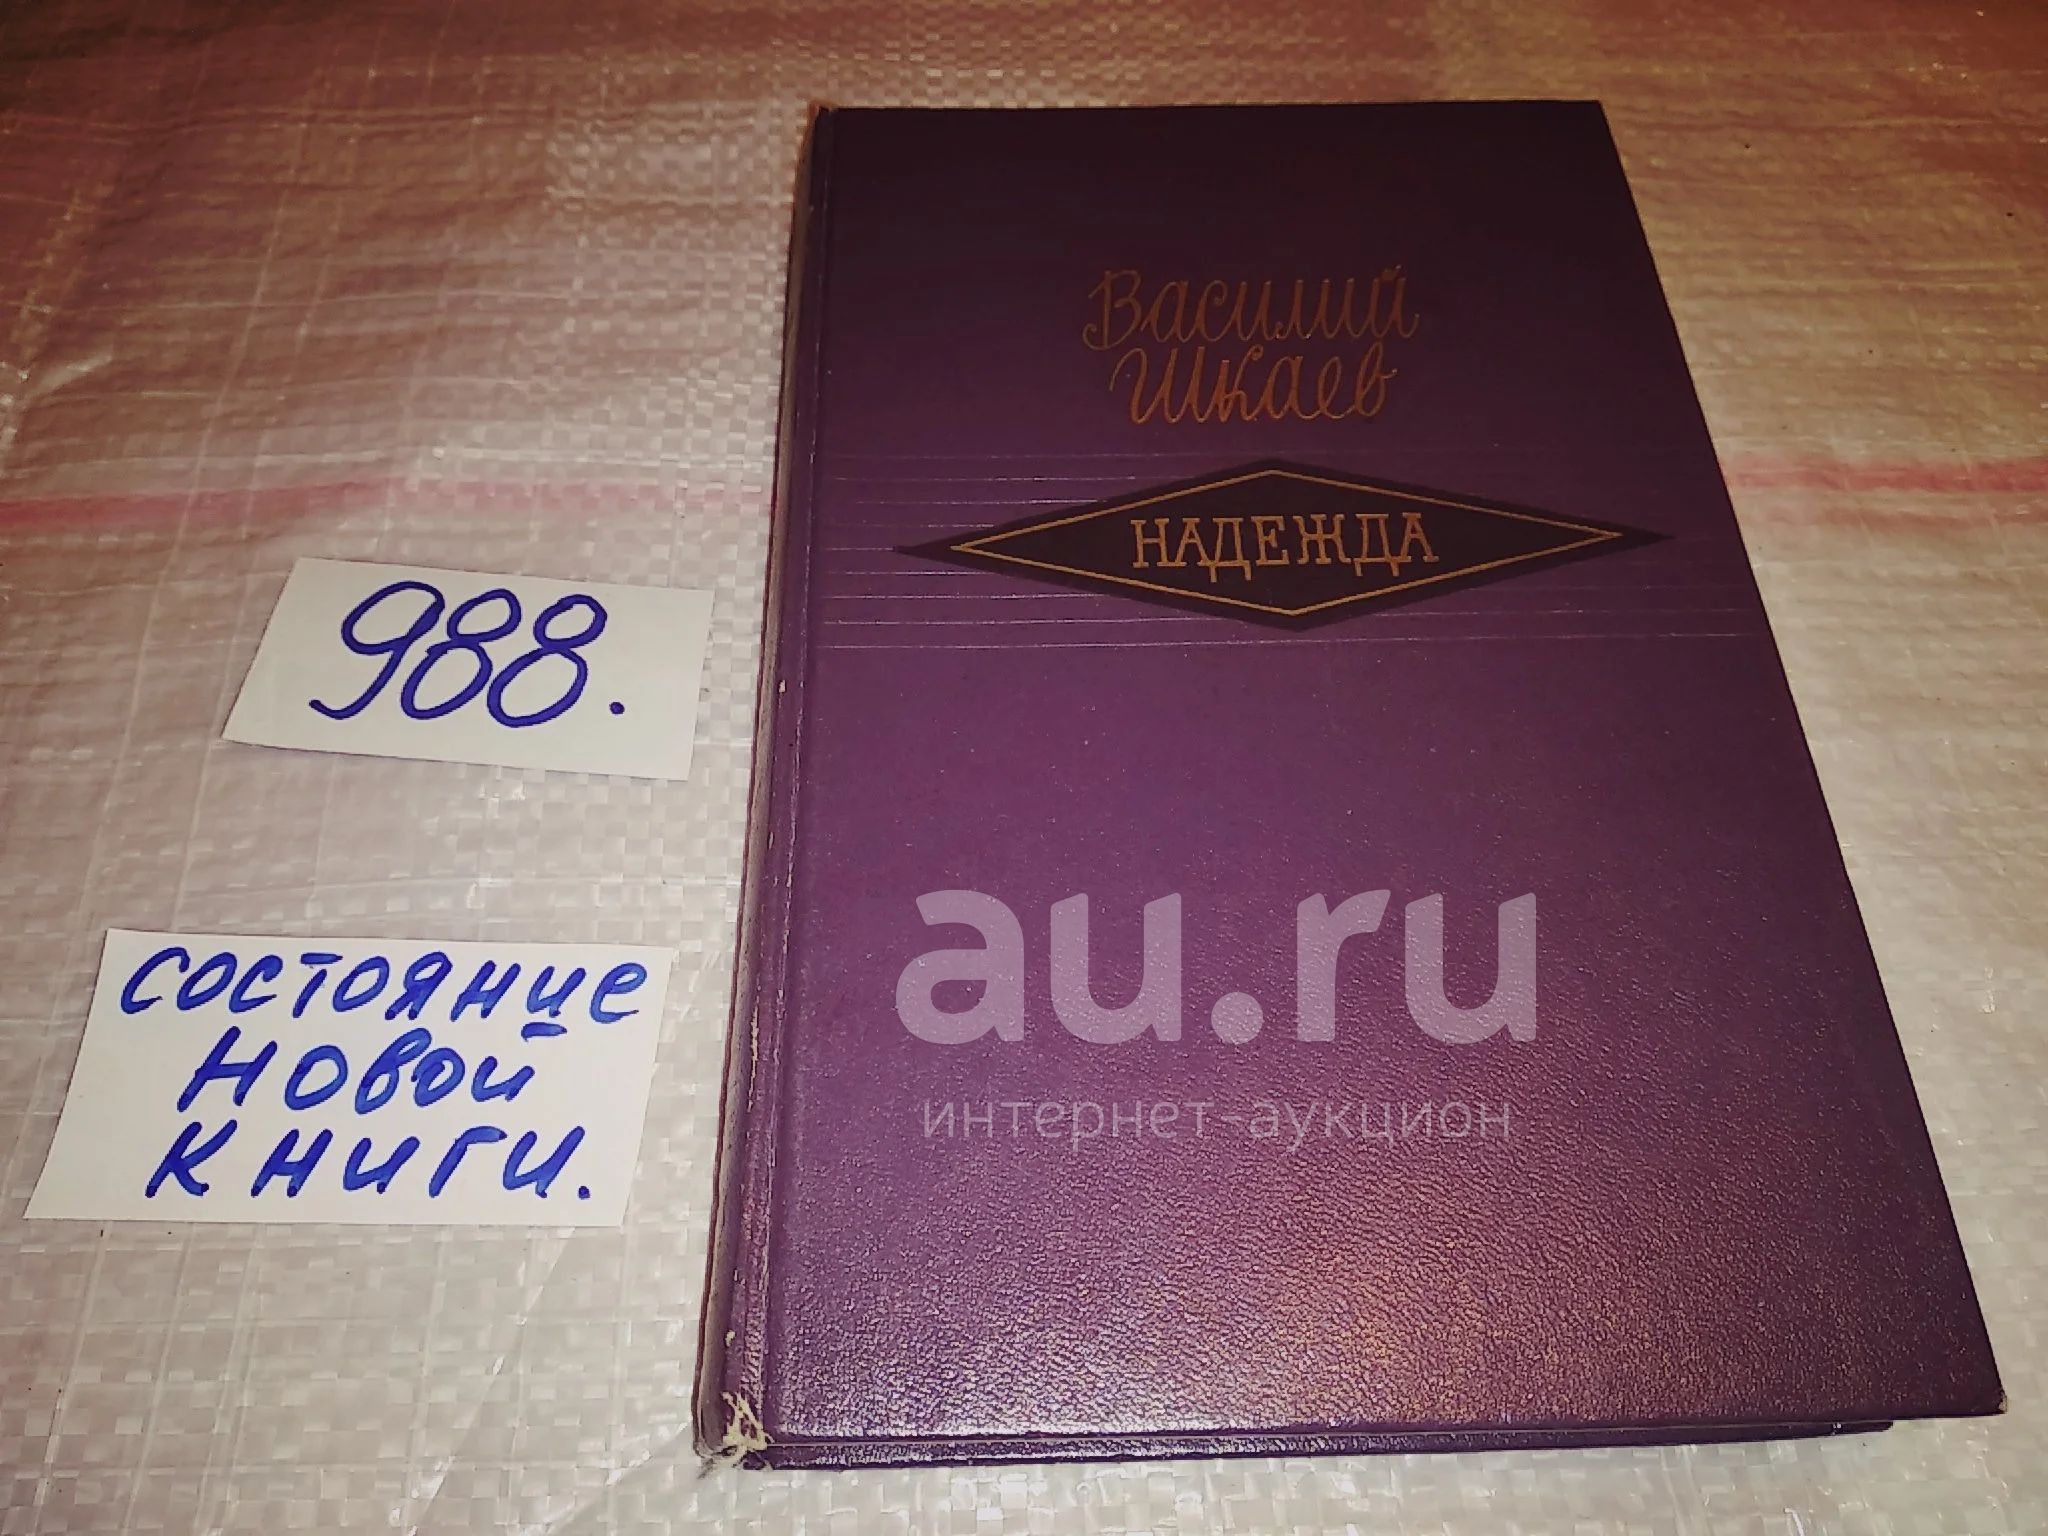 Василий
Шкаев
НАДЕЖДА
988.
состояние
новой
книги.
au.ru
интернет-аукцион